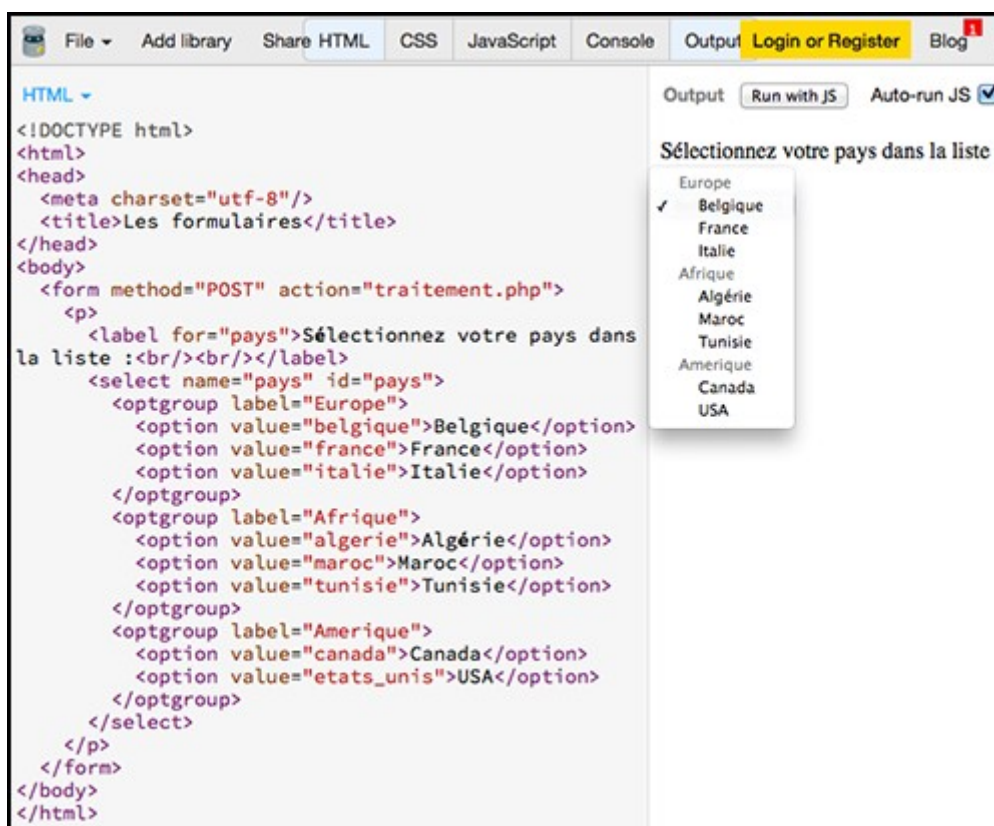 File Add library Share HTML CSS JavaScript Console Output Login or Register Blog 1
HTML
<!DOCTYPE html>
<html>
<head>
  <meta charset="utf-8"/>
  <title>Les formulaires</title>
</head>
<body>
  <form method="POST" action="traitement.php">
    <p>
      <label for="pays">Sélectionnez votre pays dans
la liste :<br/><br/></label>
      <select name="pays" id="pays">
        <optgroup label="Europe">
          <option value="belgique">Belgique</option>
          <option value="france">France</option>
          <option value="italie">Italie</option>
        </optgroup>
        <optgroup label="Afrique">
          <option value="algerie">Algérie</option>
          <option value="maroc">Maroc</option>
          <option value="tunisie">Tunisie</option>
        </optgroup>
        <optgroup label="Amerique">
          <option value="canada">Canada</option>
          <option value="etats_unis">USA</option>
        </optgroup>
      </select>
    </p>
  </form>
</body>
</html>
Output Run with JS Auto-run JS
Sélectionnez votre pays dans la liste
Europe
✓ Belgique
France
Italie
Afrique
Algérie
Maroc
Tunisie
Amerique
Canada
USA